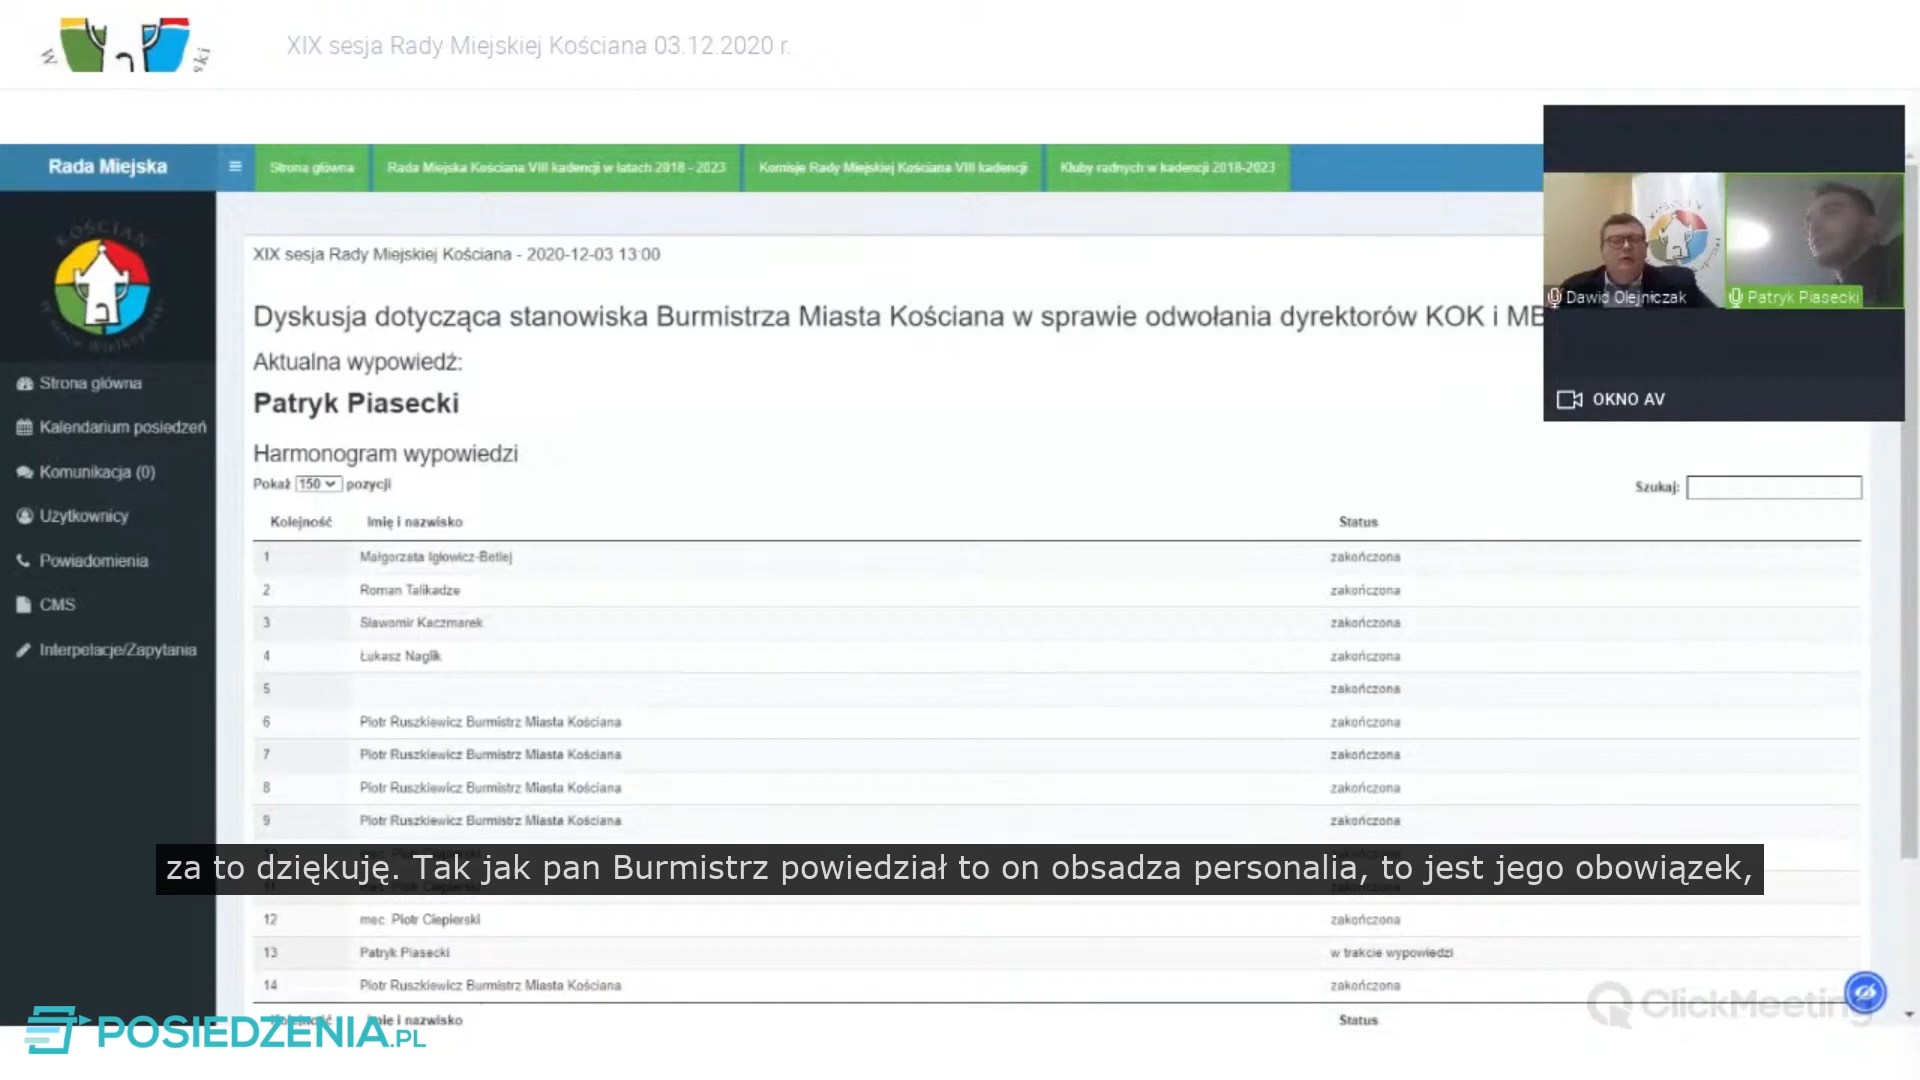 XIX sesja Rady Miejskiej Kościana 03.12.2020 r.
Rada Miejska
Strona główna
Rada Miejska Kościana VIII kadencji w latach 2018 - 2023
Komisje Rady Miejskiej Kościana VIII kadencji
Kluby radnych w kadencji 2018-2023
KOŚCIAN
Strona główna
Kalendarium posiedzeń
Komunikacja (0)
Użytkownicy
Powiadomienia
CMS
Interpelacje/Zapytania
XIX sesja Rady Miejskiej Kościana - 2020-12-03 13:00
Dyskusja dotycząca stanowiska Burmistrza Miasta Kościana w sprawie odwołania dyrektorów KOK i
Aktualna wypowiedź:
Patryk Piasecki
Dawid Olejniczak
Patryk Piasecki
OKNO AV
Harmonogram wypowiedzi
Pokaż 150 pozycji
Szukaj:
Kolejność Imię i nazwisko Status
1 Małgorzata Igłowicz-Betlej zakończona
2 Roman Talikadze zakończona
3 Sławomir Kaczmarek zakończona
4 Łukasz Naglik zakończona
5 zakończona
6 Piotr Ruszkiewicz Burmistrz Miasta Kościana zakończona
7 Piotr Ruszkiewicz Burmistrz Miasta Kościana zakończona
8 Piotr Ruszkiewicz Burmistrz Miasta Kościana zakończona
9 Piotr Ruszkiewicz Burmistrz Miasta Kościana zakończona
za to dziękuję. Tak jak pan Burmistrz powiedział to on obsadza personalia, to jest jego obowiązek,
12 mec. Piotr Ciepierski zakończona
13 Patryk Piasecki w trakcie wypowiedzi
14 Piotr Ruszkiewicz Burmistrz Miasta Kościana zakończona
Kolejność Imię i nazwisko Status
POSIEDZENIA.PL
ClickMeeting